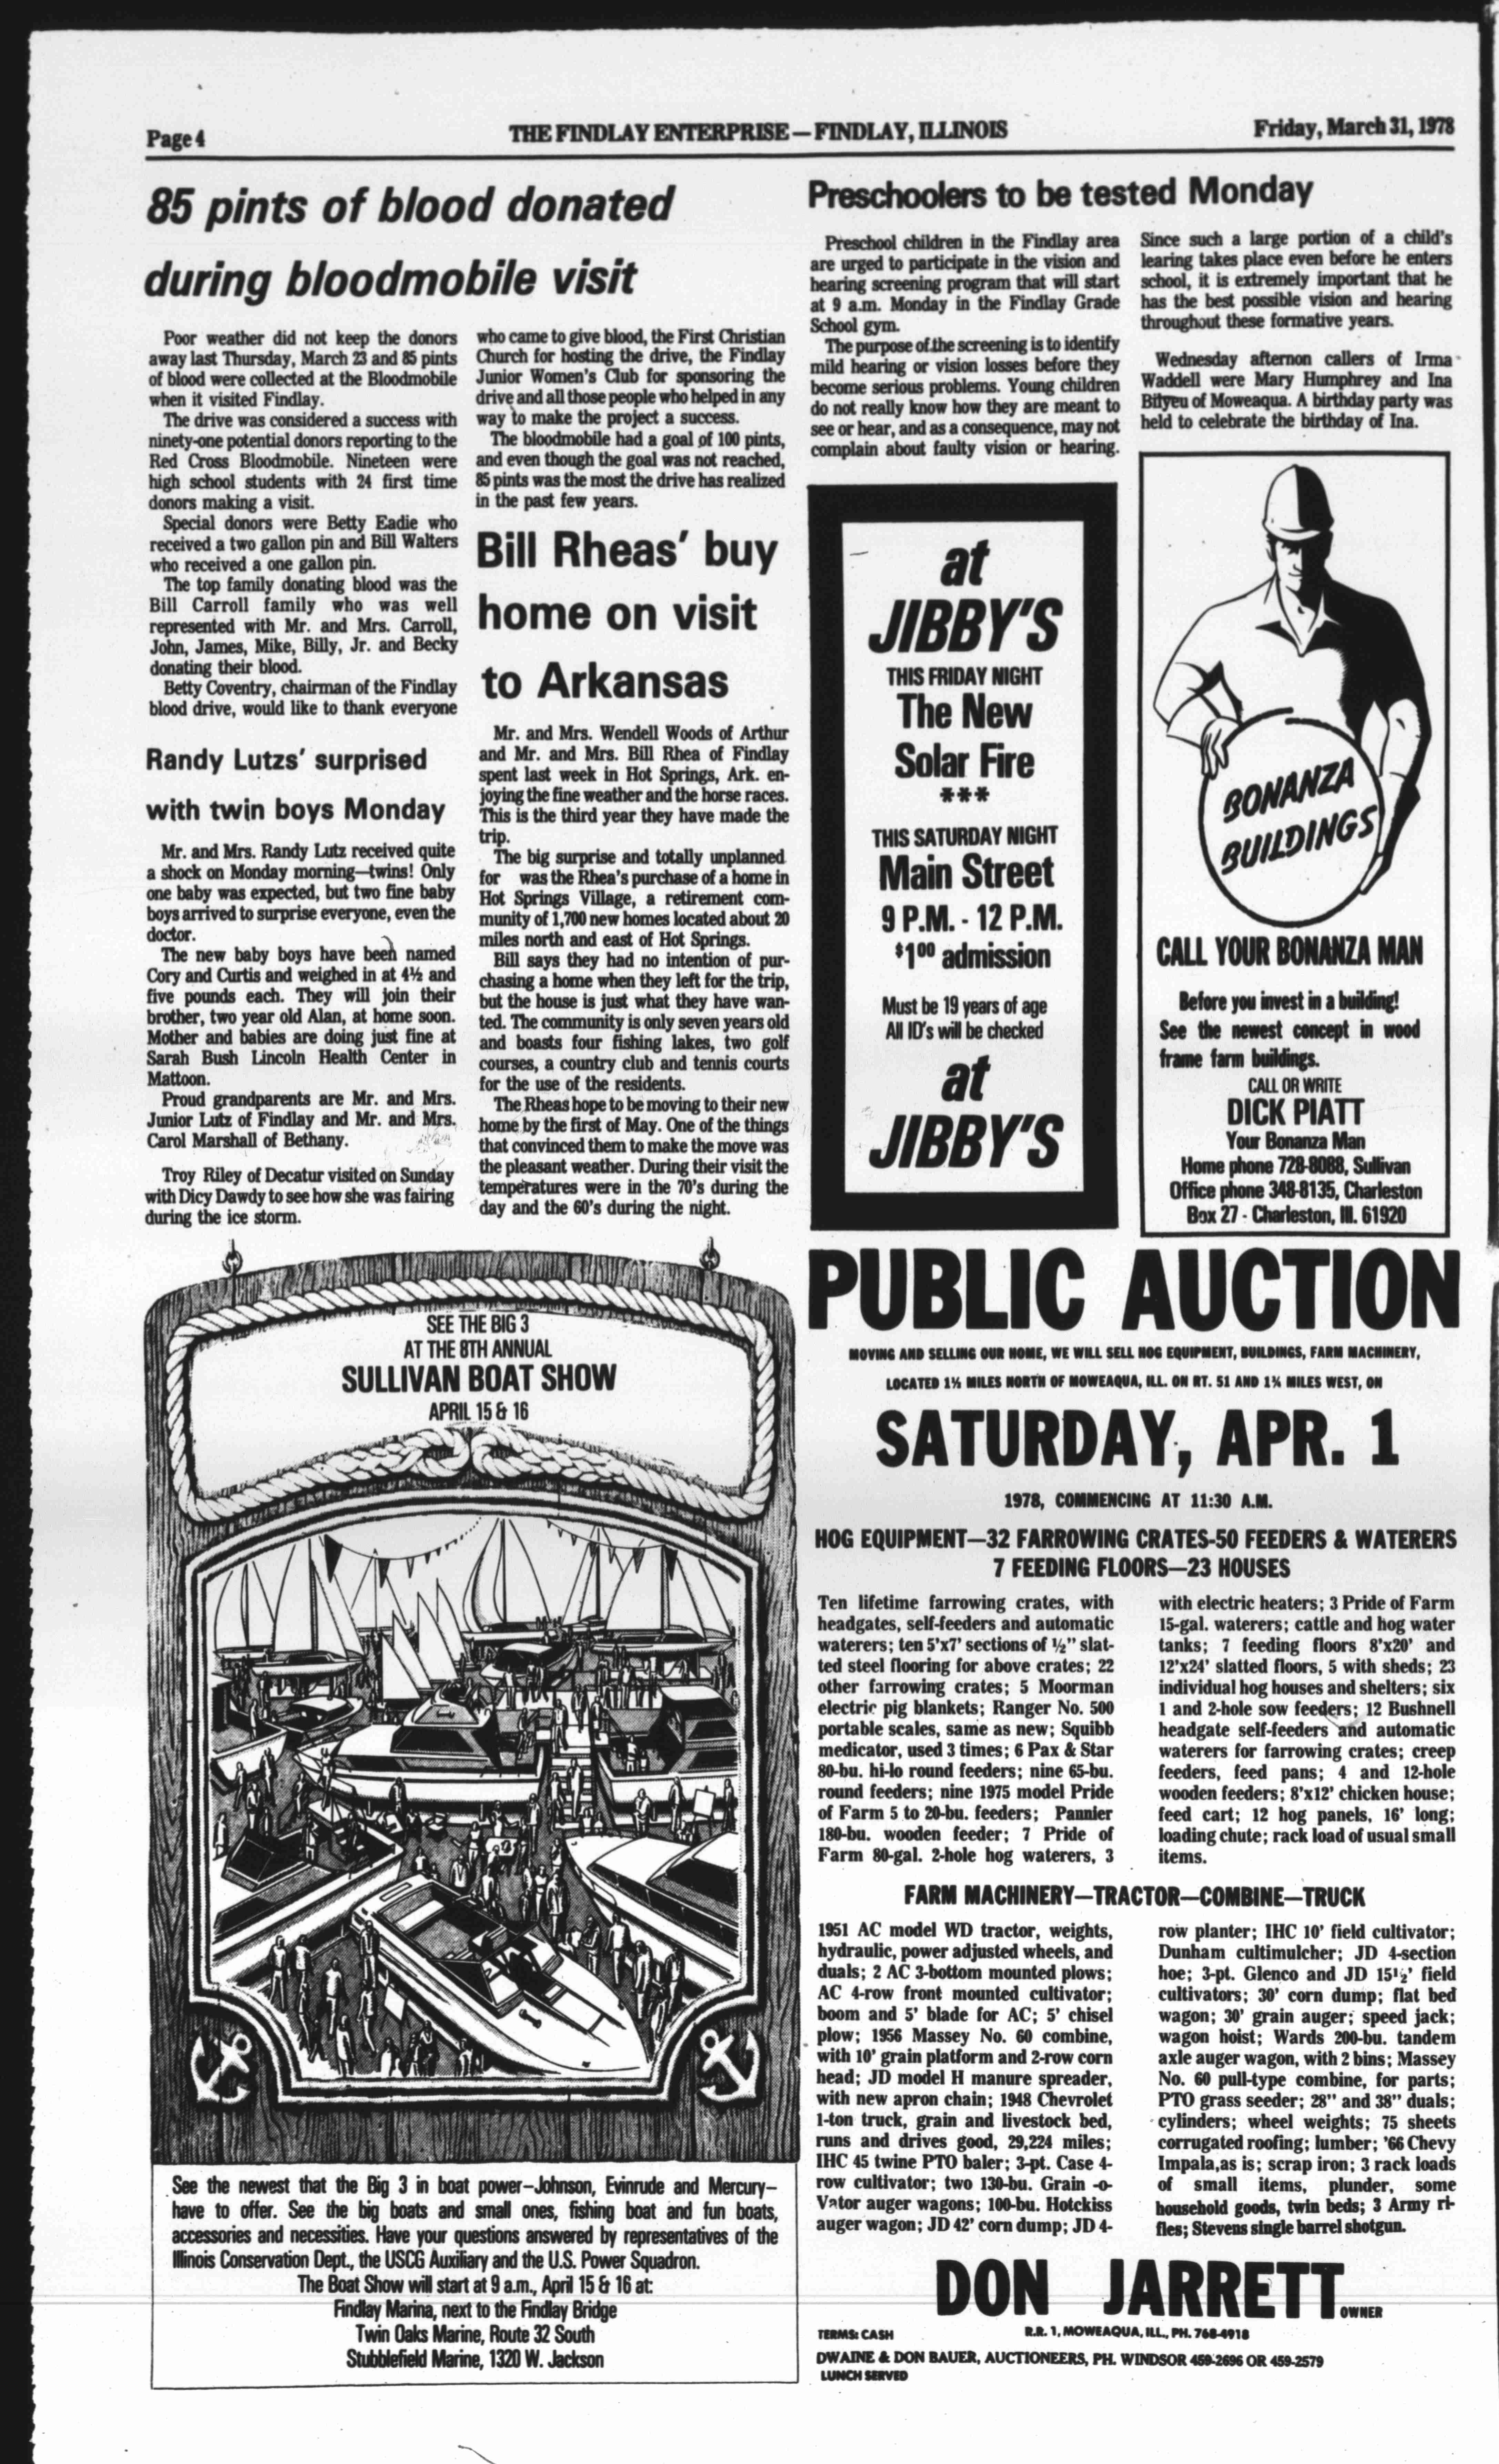 Page 4
THE FINDLAY ENTERPRISE — FINDLAY, ILLINOIS
Friday, March 31, 1978
85 pints of blood donated
during bloodmobile visit
Poor weather did not keep the donors
away last Thursday, March 23 and 85 pints
of blood were collected at the Bloodmobile
when it visited Findlay.
The drive was considered a success with
ninety-one potential donors reporting to the
Red Cross Bloodmobile. Nineteen were
high school students with 24 first time
donors making a visit.
Special donors were Betty Eadie who
received a two gallon pin and Bill Walters
who received a one gallon pin.
The top family donating blood was the
Bill Carroll family who was well
represented with Mr. and Mrs. Carroll,
John, James, Mike, Billy, Jr. and Becky
donating their blood.
Betty Coventry, chairman of the Findlay
blood drive, would like to thank everyone
who came to give blood, the First Christian
Church for hosting the drive, the Findlay
Junior Women's Club for sponsoring the
drive and all those people who helped in any
way to make the project a success.
The bloodmobile had a goal of 100 pints,
and even though the goal was not reached,
85 pints was the most the drive has realized
in the past few years.
Randy Lutzs' surprised
with twin boys Monday
Mr. and Mrs. Randy Lutz received quite
a shock on Monday morning—twins! Only
one baby was expected, but two fine baby
boys arrived to surprise everyone, even the
doctor.
The new baby boys have been named
Cory and Curtis and weighed in at 4½ and
five pounds each. They will join their
brother, two year old Alan, at home soon.
Mother and babies are doing just fine at
Sarah Bush Lincoln Health Center in
Mattoon.
Proud grandparents are Mr. and Mrs.
Junior Lutz of Findlay and Mr. and Mrs.
Carol Marshall of Bethany.
Troy Riley of Decatur visited on Sunday
with Dicy Dawdy to see how she was fairing
during the ice storm.
Bill Rheas' buy
home on visit
to Arkansas
Mr. and Mrs. Wendell Woods of Arthur
and Mr. and Mrs. Bill Rhea of Findlay
spent last week in Hot Springs, Ark. en-
joying the fine weather and the horse races.
This is the third year they have made the
trip.
The big surprise and totally unplanned
for was the Rhea's purchase of a home in
Hot Springs Village, a retirement com-
munity of 1,700 new homes located about 20
miles north and east of Hot Springs.
Bill says they had no intention of pur-
chasing a home when they left for the trip,
but the house is just what they have wan-
ted. The community is only seven years old
and boasts four fishing lakes, two golf
courses, a country club and tennis courts
for the use of the residents.
The Rheas hope to be moving to their new
home by the first of May. One of the things
that convinced them to make the move was
the pleasant weather. During their visit the
temperatures were in the 70's during the
day and the 60's during the night.
Preschoolers to be tested Monday
Preschool children in the Findlay area
are urged to participate in the vision and
hearing screening program that will start
at 9 a.m. Monday in the Findlay Grade
School gym.
The purpose of the screening is to identify
mild hearing or vision losses before they
become serious problems. Young children
do not really know how they are meant to
see or hear, and as a consequence, may not
complain about faulty vision or hearing.
Since such a large portion of a child's
learing takes place even before he enters
school, it is extremely important that he
has the best possible vision and hearing
throughout these formative years.
Wednesday afternon callers of Irma
Waddell were Mary Humphrey and Ina
Bilyeu of Moweaqua. A birthday party was
held to celebrate the birthday of Ina.
at
JIBBY'S
THIS FRIDAY NIGHT
The New
Solar Fire
***
THIS SATURDAY NIGHT
Main Street
9 P.M. - 12 P.M.
$1⁰⁰ admission
Must be 19 years of age
All ID's will be checked
at
JIBBY'S
BONANZA
BUILDINGS
CALL YOUR BONANZA MAN
Before you invest in a building!
See the newest concept in wood
frame farm buildings.
CALL OR WRITE
DICK PIATT
Your Bonanza Man
Home phone 728-8088, Sullivan
Office phone 348-8135, Charleston
Box 27 - Charleston, Ill. 61920
SEE THE BIG 3
AT THE 8TH ANNUAL
SULLIVAN BOAT SHOW
APRIL 15 & 16
See the newest that the Big 3 in boat power–Johnson, Evinrude and Mercury–
have to offer. See the big boats and small ones, fishing boat and fun boats,
accessories and necessities. Have your questions answered by representatives of the
Illinois Conservation Dept., the USCG Auxiliary and the U.S. Power Squadron.
The Boat Show will start at 9 a.m., April 15 & 16 at:
Findlay Marina, next to the Findlay Bridge
Twin Oaks Marine, Route 32 South
Stubblefield Marine, 1320 W. Jackson
PUBLIC AUCTION
MOVING AND SELLING OUR HOME, WE WILL SELL HOG EQUIPMENT, BUILDINGS, FARM MACHINERY,
LOCATED 1½ MILES NORTH OF MOWEAQUA, ILL. ON RT. 51 AND 1¼ MILES WEST, ON
SATURDAY, APR. 1
1978, COMMENCING AT 11:30 A.M.
HOG EQUIPMENT—32 FARROWING CRATES-50 FEEDERS & WATERERS
7 FEEDING FLOORS—23 HOUSES
Ten lifetime farrowing crates, with
headgates, self-feeders and automatic
waterers; ten 5'x7' sections of ½" slat-
ted steel flooring for above crates; 22
other farrowing crates; 5 Moorman
electric pig blankets; Ranger No. 500
portable scales, same as new; Squibb
medicator, used 3 times; 6 Pax & Star
80-bu. hi-lo round feeders; nine 65-bu.
round feeders; nine 1975 model Pride
of Farm 5 to 20-bu. feeders; Pannier
180-bu. wooden feeder; 7 Pride of
Farm 80-gal. 2-hole hog waterers, 3
with electric heaters; 3 Pride of Farm
15-gal. waterers; cattle and hog water
tanks; 7 feeding floors 8'x20' and
12'x24' slatted floors, 5 with sheds; 23
individual hog houses and shelters; six
1 and 2-hole sow feeders; 12 Bushnell
headgate self-feeders and automatic
waterers for farrowing crates; creep
feeders, feed pans; 4 and 12-hole
wooden feeders; 8'x12' chicken house;
feed cart; 12 hog panels, 16' long;
loading chute; rack load of usual small
items.
FARM MACHINERY—TRACTOR—COMBINE—TRUCK
1951 AC model WD tractor, weights,
hydraulic, power adjusted wheels, and
duals; 2 AC 3-bottom mounted plows;
AC 4-row front mounted cultivator;
boom and 5' blade for AC; 5' chisel
plow; 1956 Massey No. 60 combine,
with 10' grain platform and 2-row corn
head; JD model H manure spreader,
with new apron chain; 1948 Chevrolet
1-ton truck, grain and livestock bed,
runs and drives good, 29,224 miles;
IHC 45 twine PTO baler; 3-pt. Case 4-
row cultivator; two 130-bu. Grain -o-
Vator auger wagons; 100-bu. Hotckiss
auger wagon; JD 42' corn dump; JD 4-
row planter; IHC 10' field cultivator;
Dunham cultimulcher; JD 4-section
hoe; 3-pt. Glenco and JD 15½' field
cultivators; 30' corn dump; flat bed
wagon; 30' grain auger; speed jack;
wagon hoist; Wards 200-bu. tandem
axle auger wagon, with 2 bins; Massey
No. 60 pull-type combine, for parts;
PTO grass seeder; 28" and 38" duals;
cylinders; wheel weights; 75 sheets
corrugated roofing; lumber; '66 Chevy
Impala,as is; scrap iron; 3 rack loads
of small items, plunder, some
household goods, twin beds; 3 Army ri-
fles; Stevens single barrel shotgun.
DON JARRETT OWNER
R.R. 1, MOWEAQUA, ILL., PH. 768-4918
TERMS: CASH
DWAINE & DON BAUER, AUCTIONEERS, PH. WINDSOR 459-2696 OR 459-2579
LUNCH SERVED